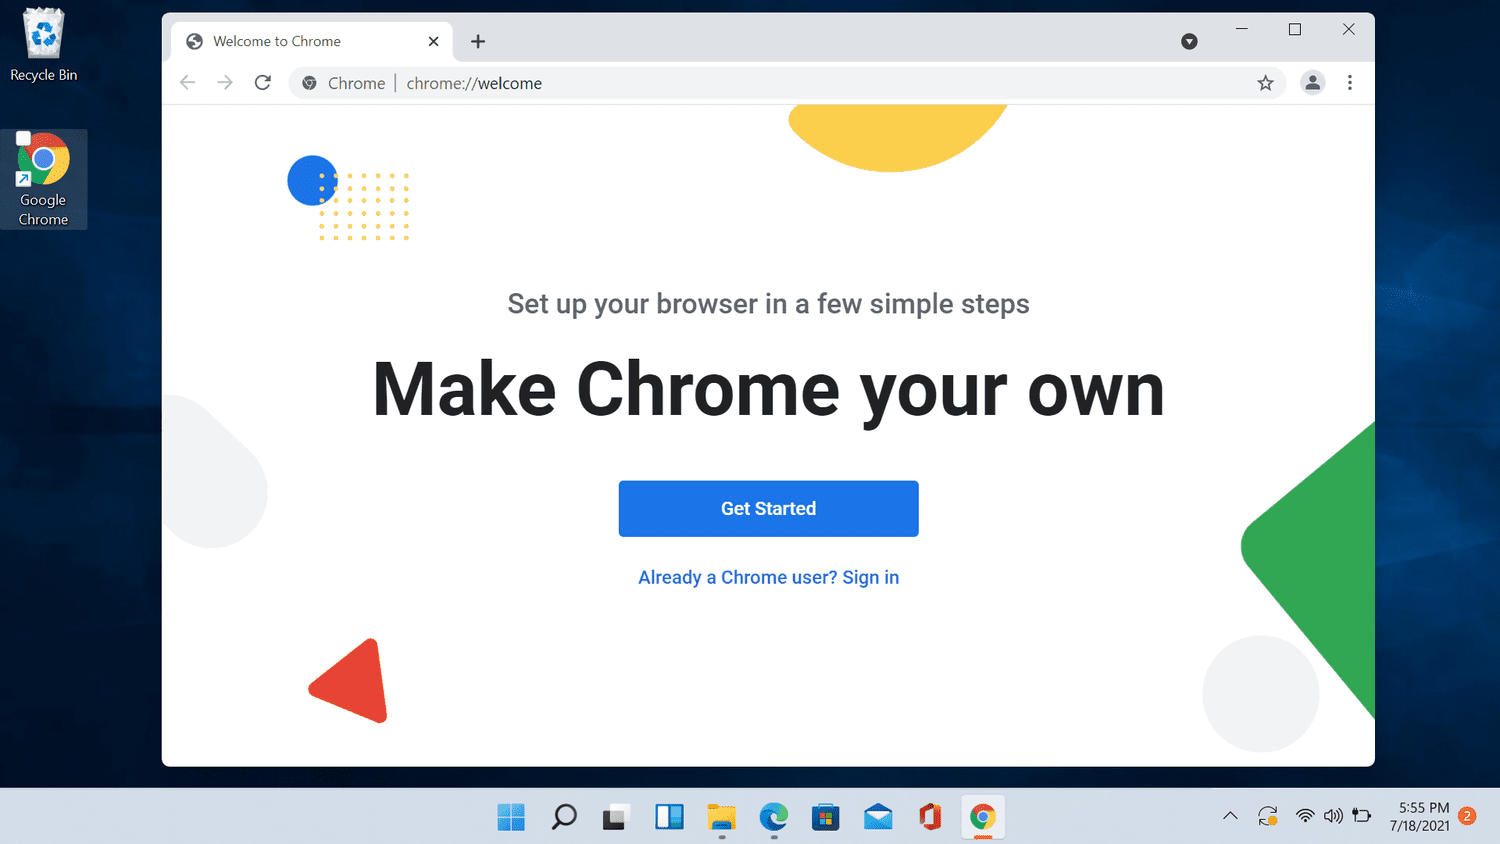 Recycle Bin
Google
Chrome
Welcome to Chrome
Chrome | chrome://welcome
Set up your browser in a few simple steps
Make Chrome your own
Get Started
Already a Chrome user? Sign in
5:55 PM
7/18/2021
2